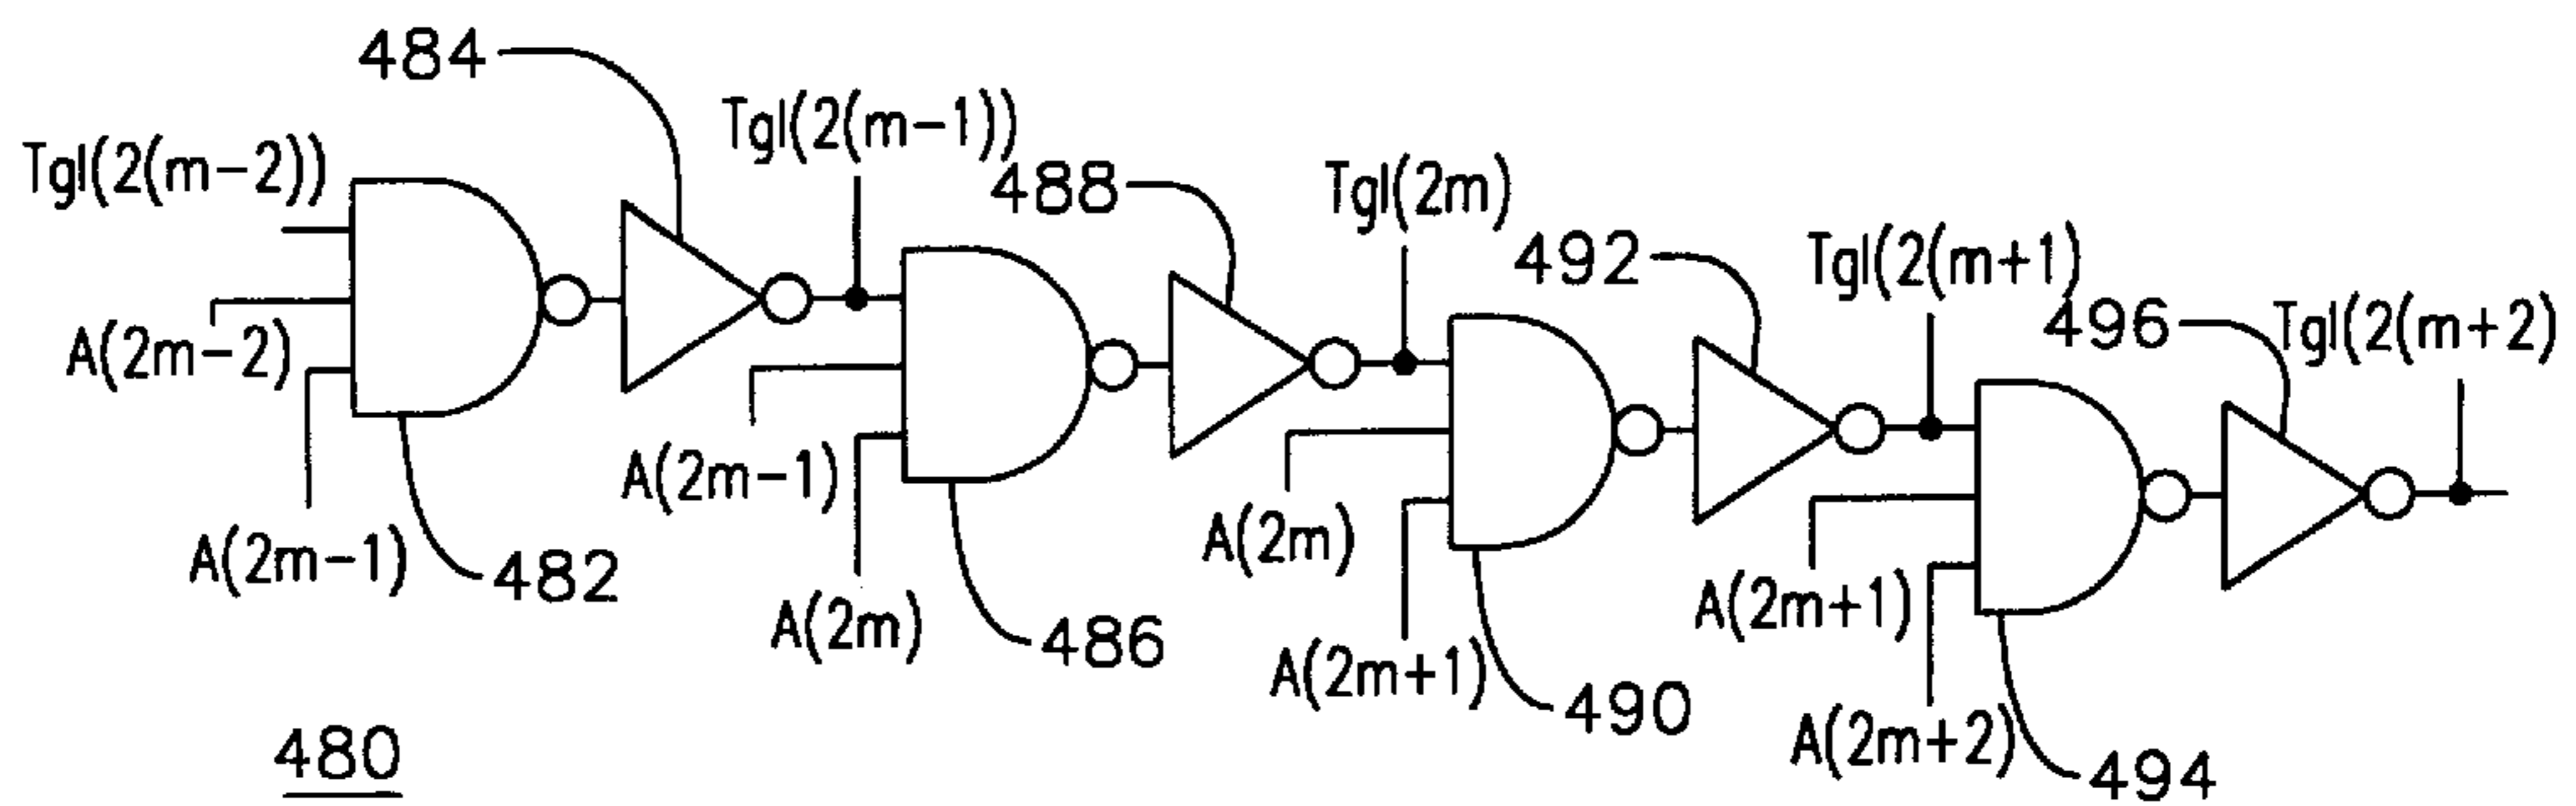 484
Tgl(2(m-1))
Tgl(2(m-2))
488
Tgl(2m)
492
Tgl(2(m+1)
496
Tgl(2(m+2)
A(2m-2)
A(2m-1)
482
A(2m-1)
A(2m)
486
A(2m)
A(2m+1)
490
A(2m+1)
A(2m+2)
494
480